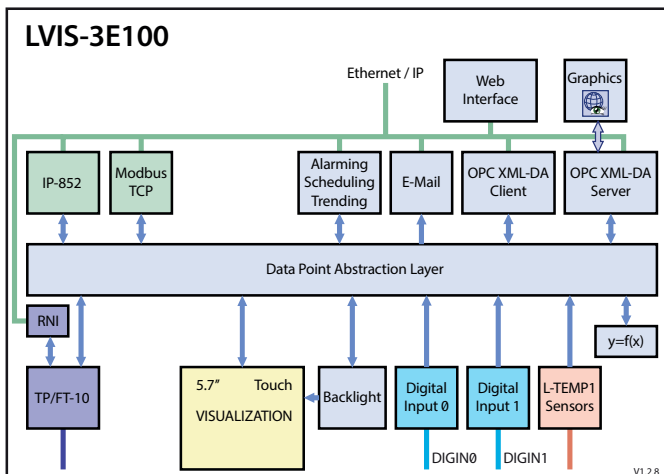 LVIS-3E100
Ethernet / IP
Web
Interface
Graphics
IP-852
Modbus
TCP
Alarming
Scheduling
Trending
E-Mail
OPC XML-DA
Client
OPC XML-DA
Server
Data Point Abstraction Layer
RNI
y=f(x)
TP/FT-10
5.7″ Touch
VISUALIZATION
Backlight
Digital
Input 0
Digital
Input 1
L-TEMP1
Sensors
DIGIN0
DIGIN1
V1.2.8